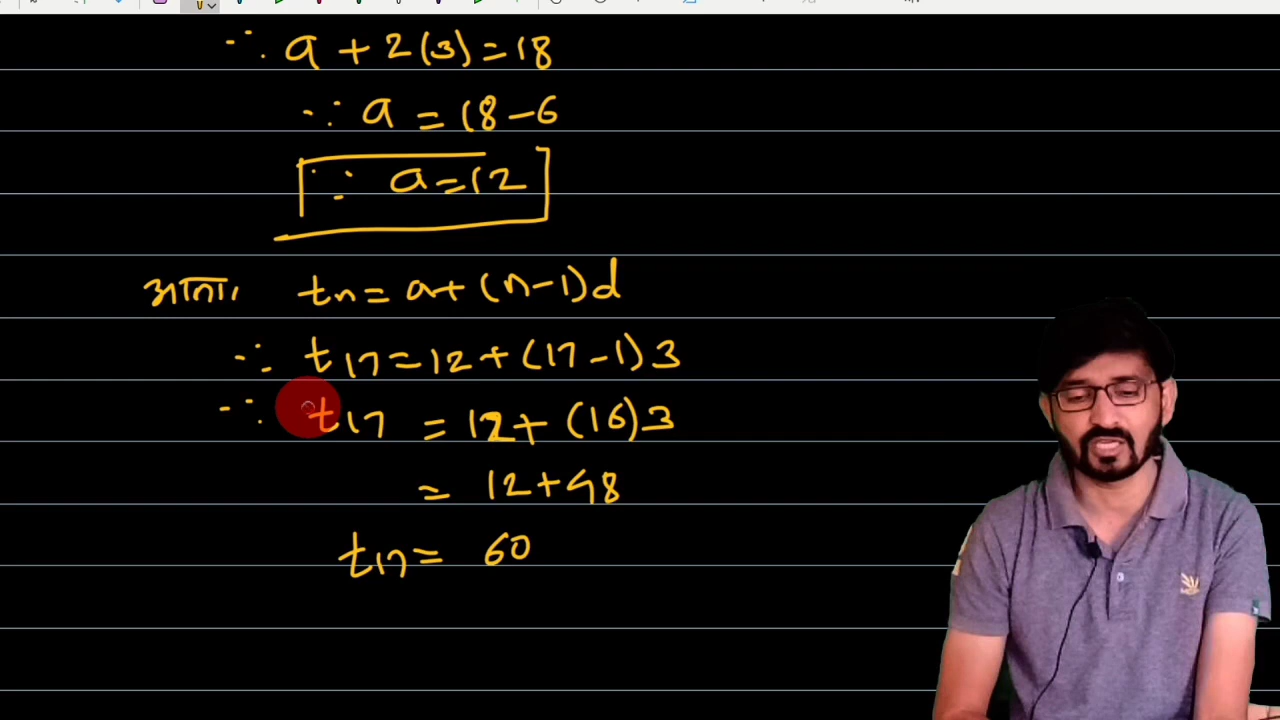 ∵ a + 2(3) = 18
∵ a = 18 - 6
∵ a = 12
आता tn = a + (n-1)d
∴ t17 = 12 + (17-1)3
∴ t17 = 12 + (16)3
= 12 + 48
t17 = 60